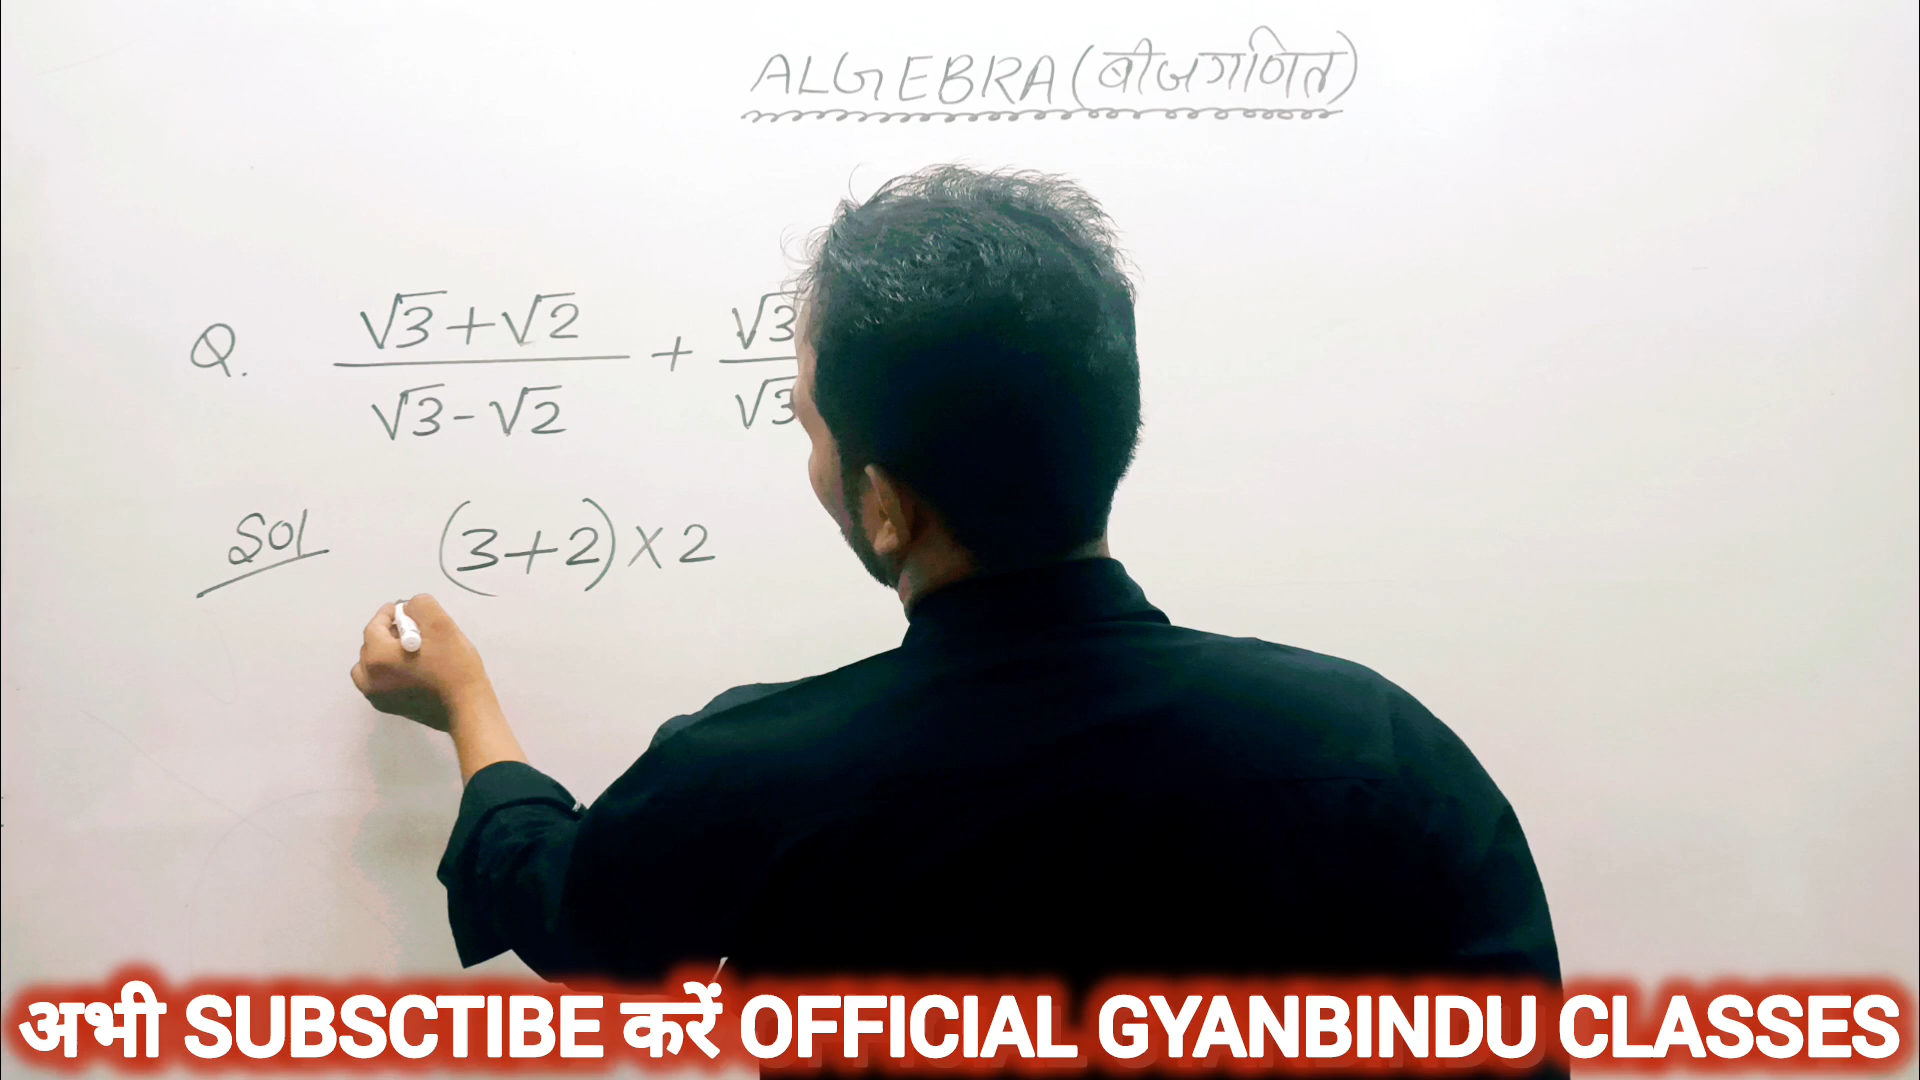 ALGEBRA (बीजगणित)
Q. √3+√2 / √3-√2 + √3 / √3
Sol (3+2)×2
अभी SUBSCTIBE करें OFFICIAL GYANBINDU CLASSES